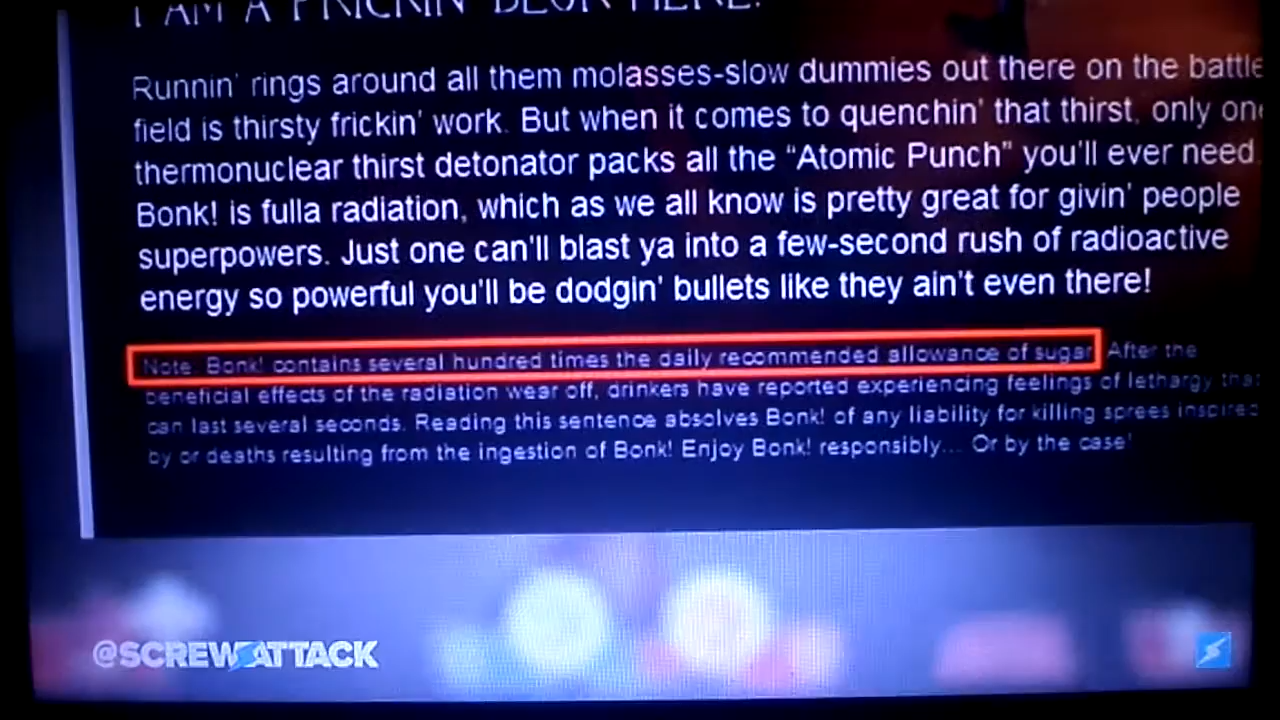 I AM A FRICKIN' BLUR HERE!
Runnin' rings around all them molasses-slow dummies out there on the battle
field is thirsty frickin' work. But when it comes to quenchin' that thirst, only one
thermonuclear thirst detonator packs all the “Atomic Punch” you'll ever need.
Bonk! is fulla radiation, which as we all know is pretty great for givin' people
superpowers. Just one can'll blast ya into a few-second rush of radioactive
energy so powerful you'll be dodgin' bullets like they ain't even there!
Note: Bonk! contains several hundred times the daily recommended allowance of sugar. After the
beneficial effects of the radiation wear off, drinkers have reported experiencing feelings of lethargy that
can last several seconds. Reading this sentence absolves Bonk! of any liability for killing sprees inspired
by or deaths resulting from the ingestion of Bonk! Enjoy Bonk! responsibly... Or by the case!
@SCREWATTACK